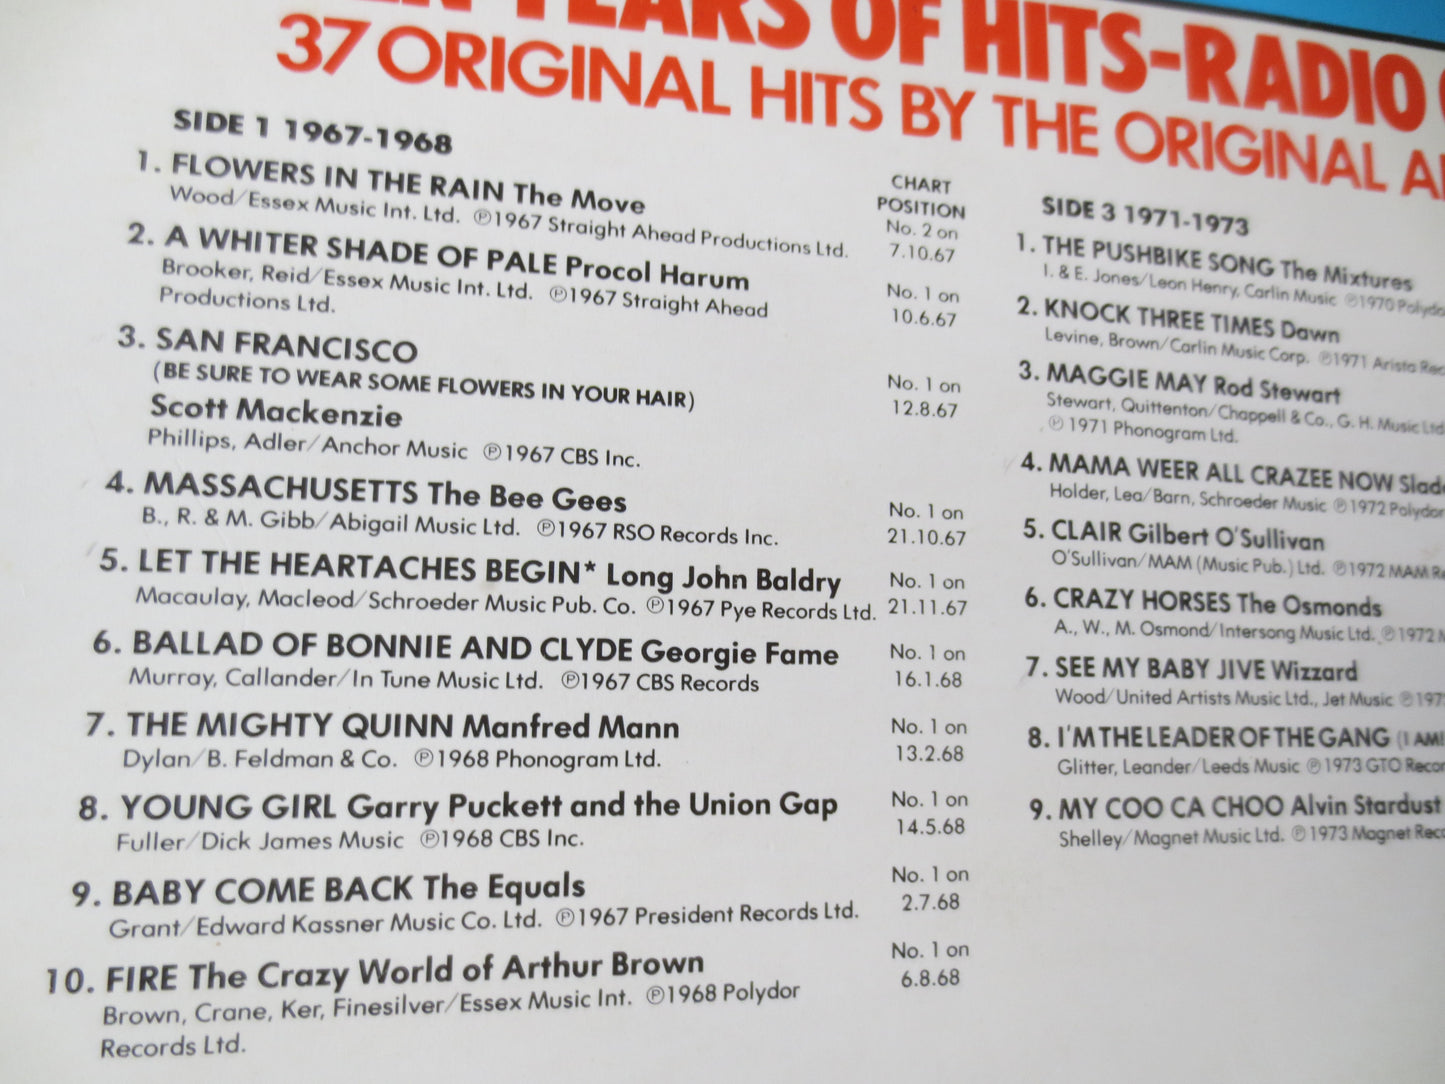 YEARS OF HITS-RADIO
37 ORIGINAL HITS BY THE ORIGINAL
SIDE 1 1967-1968
CHART
POSITION
1. FLOWERS IN THE RAIN The Move
Wood/Essex Music Int. Ltd. ℗1967 Straight Ahead Productions Ltd.
No. 2 on
7.10.67
2. A WHITER SHADE OF PALE Procol Harum
Brooker, Reid/Essex Music Int. Ltd. ℗1967 Straight Ahead
Productions Ltd.
No. 1 on
10.6.67
3. SAN FRANCISCO
(BE SURE TO WEAR SOME FLOWERS IN YOUR HAIR)
Scott Mackenzie
Phillips, Adler/Anchor Music ℗1967 CBS Inc.
No. 1 on
12.8.67
4. MASSACHUSETTS The Bee Gees
B., R. & M. Gibb/Abigail Music Ltd. ℗1967 RSO Records Inc.
No. 1 on
21.10.67
5. LET THE HEARTACHES BEGIN* Long John Baldry
Macaulay, Macleod/Schroeder Music Pub. Co. ℗1967 Pye Records Ltd.
No. 1 on
21.11.67
6. BALLAD OF BONNIE AND CLYDE Georgie Fame
Murray, Callander/In Tune Music Ltd. ℗1967 CBS Records
No. 1 on
16.1.68
7. THE MIGHTY QUINN Manfred Mann
Dylan/B. Feldman & Co. ℗1968 Phonogram Ltd.
No. 1 on
13.2.68
8. YOUNG GIRL Garry Puckett and the Union Gap
Fuller/Dick James Music ℗1968 CBS Inc.
No. 1 on
14.5.68
9. BABY COME BACK The Equals
Grant/Edward Kassner Music Co. Ltd. ℗1967 President Records Ltd.
No. 1 on
2.7.68
10. FIRE The Crazy World of Arthur Brown
Brown, Crane, Ker, Finesilver/Essex Music Int. ℗1968 Polydor
Records Ltd.
No. 1 on
6.8.68
SIDE 3 1971-1973
1. THE PUSHBIKE SONG The Mixtures
I. & E. Jones/Leon Henry, Carlin Music ℗1970 Polydor
2. KNOCK THREE TIMES Dawn
Levine, Brown/Carlin Music Corp. ℗1971 Arista Rec
3. MAGGIE MAY Rod Stewart
Stewart, Quittenton/Chappell & Co., G. H. Music Ltd
℗ 1971 Phonogram Ltd.
4. MAMA WEER ALL CRAZEE NOW Slade
Holder, Lea/Barn, Schroeder Music ℗1972 Polydor
5. CLAIR Gilbert O'Sullivan
O'Sullivan/MAM (Music Pub.) Ltd. ℗1972 MAM Re
6. CRAZY HORSES The Osmonds
A., W., M. Osmond/Intersong Music Ltd. ℗1972 M
7. SEE MY BABY JIVE Wizzard
Wood/United Artists Music Ltd., Jet Music ℗197
8. I'M THE LEADER OF THE GANG (I AM!
Glitter, Leander/Leeds Music ℗1973 GTO Recor
9. MY COO CA CHOO Alvin Stardust
Shelley/Magnet Music Ltd. ℗1973 Magnet Rec